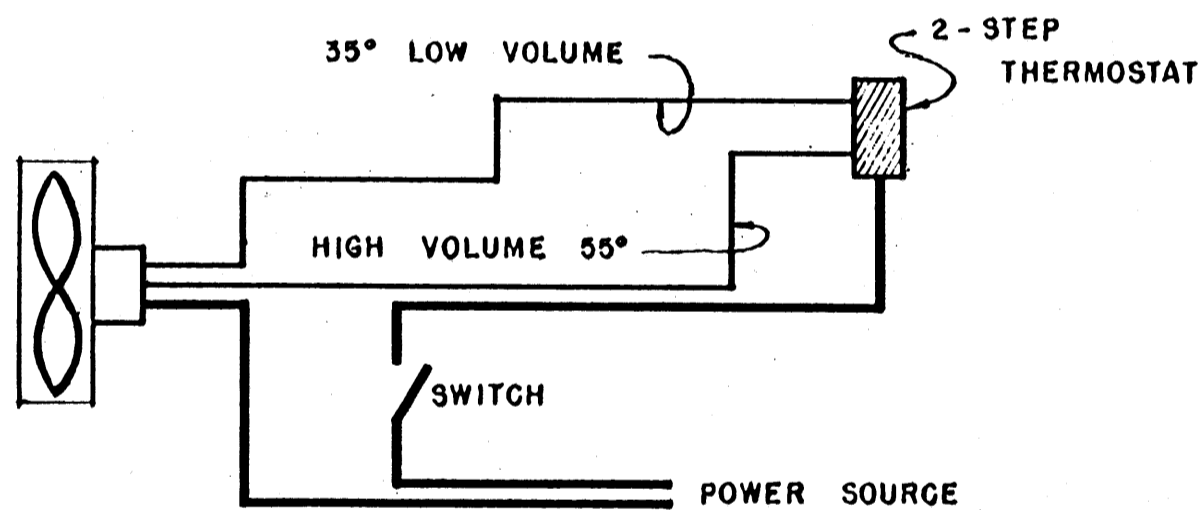 2-STEP
THERMOSTAT
35° LOW VOLUME
HIGH VOLUME 55°
SWITCH
POWER SOURCE